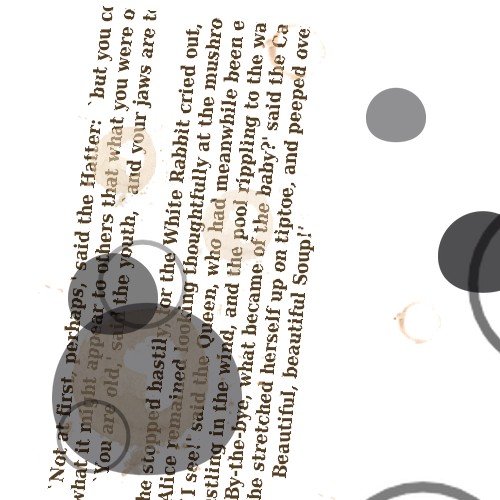 `Not at first, perhaps,' said the Hatter: `but you co
what it might appear to others that what you were o
`You are old,' said the youth, `and your jaws are to
he stopped hastily, for the White Rabbit cried out,
Alice remained looking thoughtfully at the mushro
I see!' said the Queen, who had meanwhile been e
stling in the wind, and the pool rippling to the wa
By-the-bye, what became of the baby?' said the Ca
he stretched herself up on tiptoe, and peeped ove
Beautiful, beautiful Soup!'